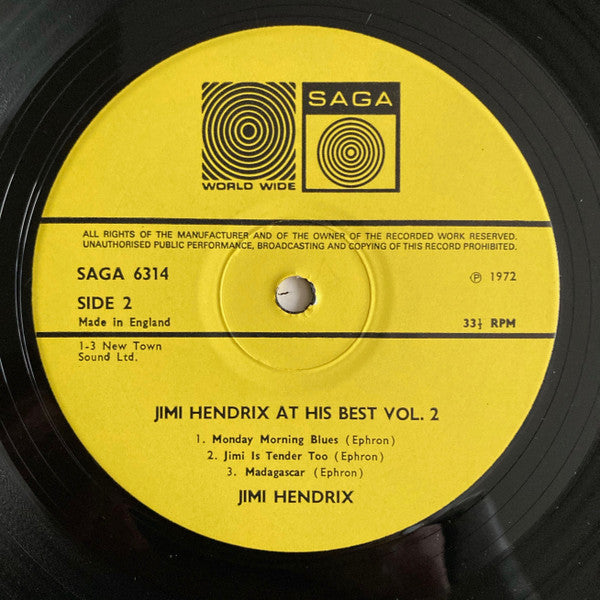 SAGA
WORLD WIDE
ALL RIGHTS OF THE MANUFACTURER AND OF THE OWNER OF THE RECORDED WORK RESERVED.
UNAUTHORISED PUBLIC PERFORMANCE, BROADCASTING AND COPYING OF THIS RECORD PROHIBITED.
SAGA 6314
℗ 1972
SIDE 2
Made in England
33⅓ RPM
1-3 New Town
Sound Ltd.
JIMI HENDRIX AT HIS BEST VOL. 2
1. Monday Morning Blues (Ephron)
2. Jimi Is Tender Too (Ephron)
3. Madagascar (Ephron)
JIMI HENDRIX